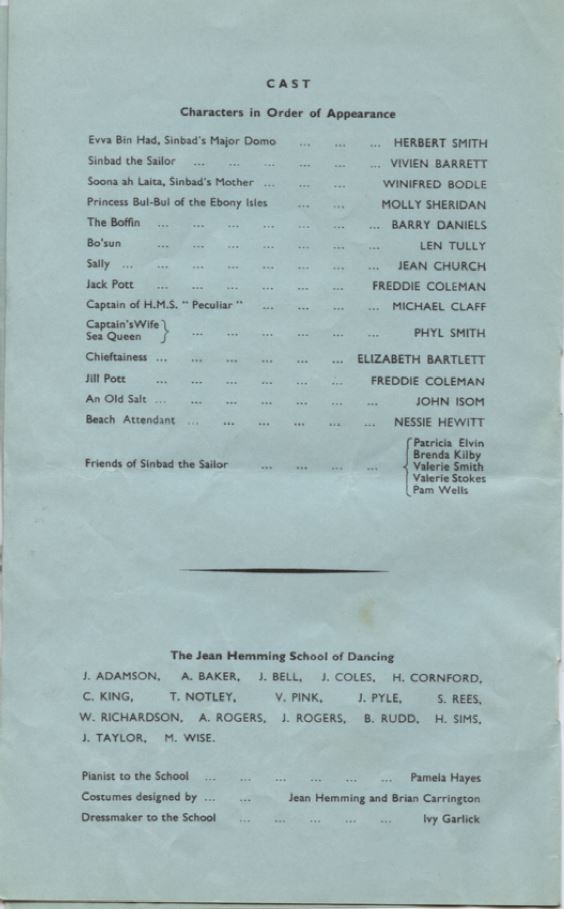 CAST
Characters in Order of Appearance
Evva Bin Had, Sinbad's Major Domo ... ... ... HERBERT SMITH
Sinbad the Sailor ... ... ... ... ... VIVIEN BARRETT
Soona ah Laita, Sinbad's Mother ... ... ... WINIFRED BODLE
Princess Bul-Bul of the Ebony Isles ... ... MOLLY SHERIDAN
The Boffin ... ... ... ... ... ... BARRY DANIELS
Bo'sun ... ... ... ... ... ... LEN TULLY
Sally ... ... ... ... ... ... ... JEAN CHURCH
Jack Pott ... ... ... ... ... FREDDIE COLEMAN
Captain of H.M.S. " Peculiar " ... ... ... ... MICHAEL CLAFF
Captain's Wife
Sea Queen } ... ... ... ... ... PHYL SMITH
Chieftainess ... ... ... ... ... ELIZABETH BARTLETT
Jill Pott ... ... ... ... ... FREDDIE COLEMAN
An Old Salt ... ... ... ... ... ... JOHN ISOM
Beach Attendant ... ... ... ... ... ... NESSIE HEWITT
Friends of Sinbad the Sailor ... ... ... { Patricia Elvin
Brenda Kilby
Valerie Smith
Valerie Stokes
Pam Wells
The Jean Hemming School of Dancing
J. ADAMSON, A. BAKER, J. BELL, J. COLES, H. CORNFORD,
C. KING, T. NOTLEY, V. PINK, J. PYLE, S. REES,
W. RICHARDSON, A. ROGERS, J. ROGERS, B. RUDD, H. SIMS,
J. TAYLOR, M. WISE.
Pianist to the School ... ... ... ... ... ... Pamela Hayes
Costumes designed by ... ... Jean Hemming and Brian Carrington
Dressmaker to the School ... ... ... ... ... Ivy Garlick